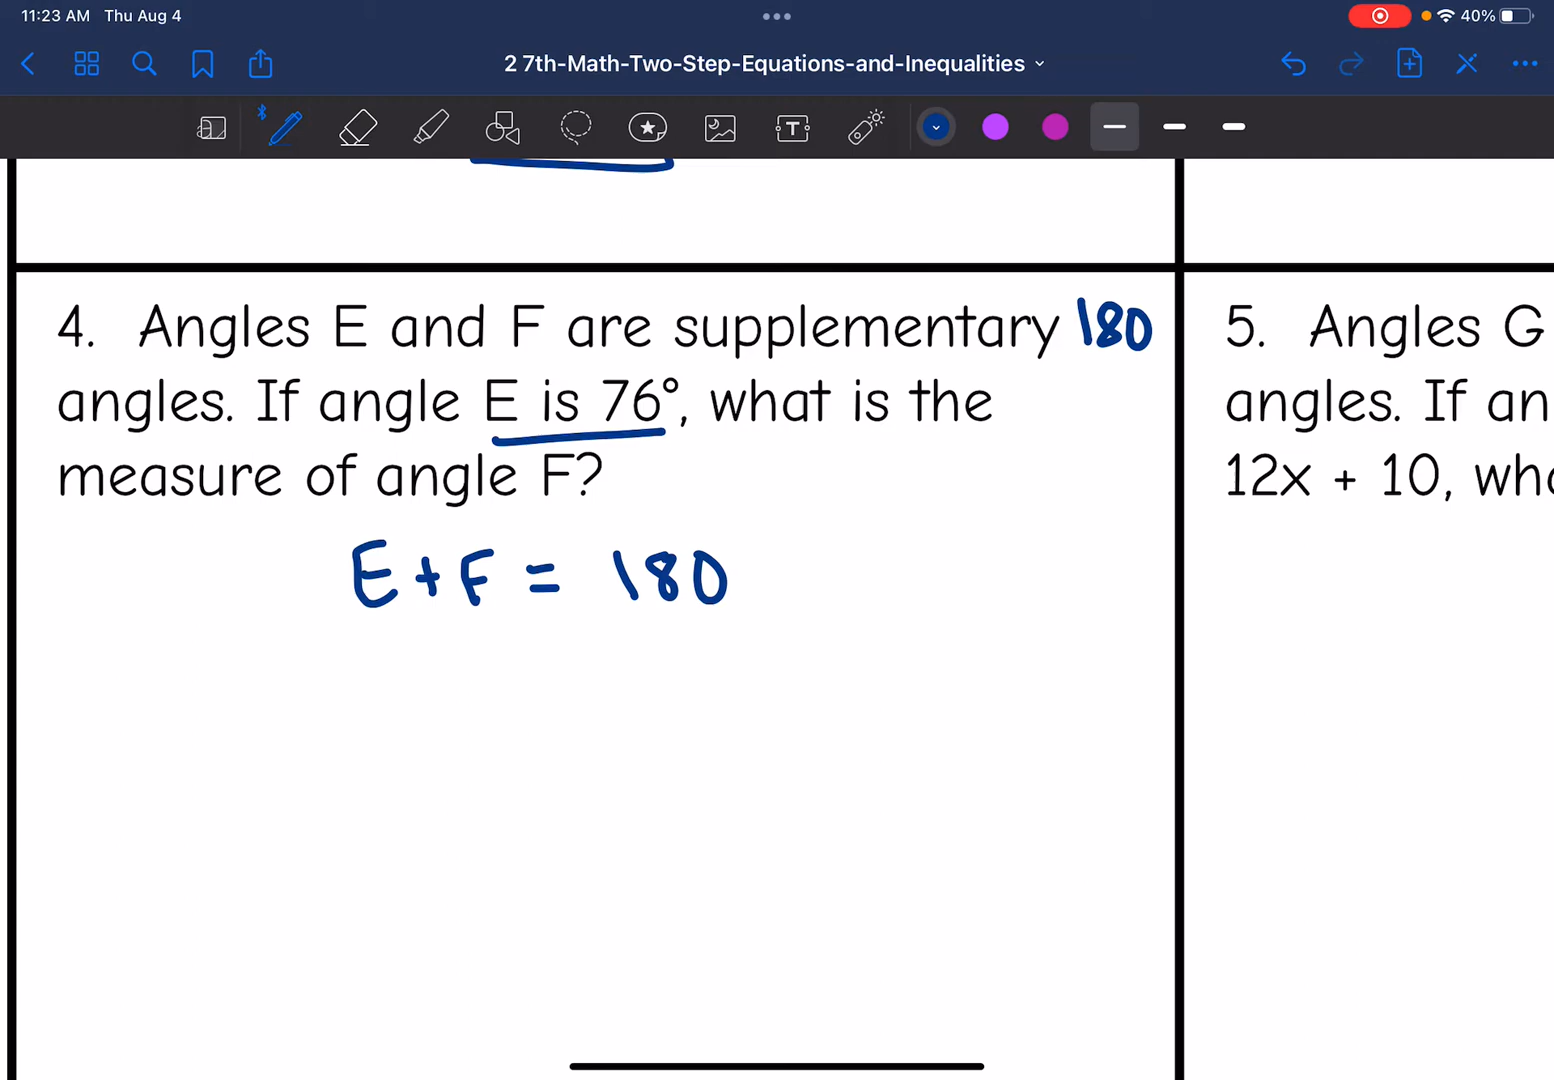 11:23 AM Thu Aug 4
40%
2 7th-Math-Two-Step-Equations-and-Inequalities
T
4. Angles E and F are supplementary 180
angles. If angle E is 76°, what is the
measure of angle F?
E + F = 180
5. Angles G
angles. If an
12x + 10, wha